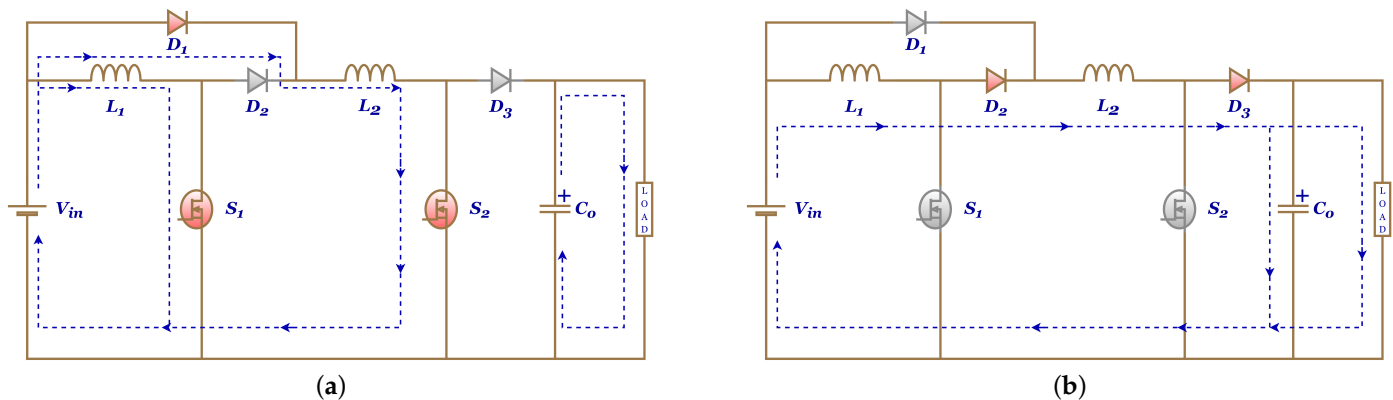 D1
L1
D2
L2
D3
Vin
S1
S2
+
Co
LOAD
(a)
D1
L1
D2
L2
D3
Vin
S1
S2
+
Co
LOAD
(b)